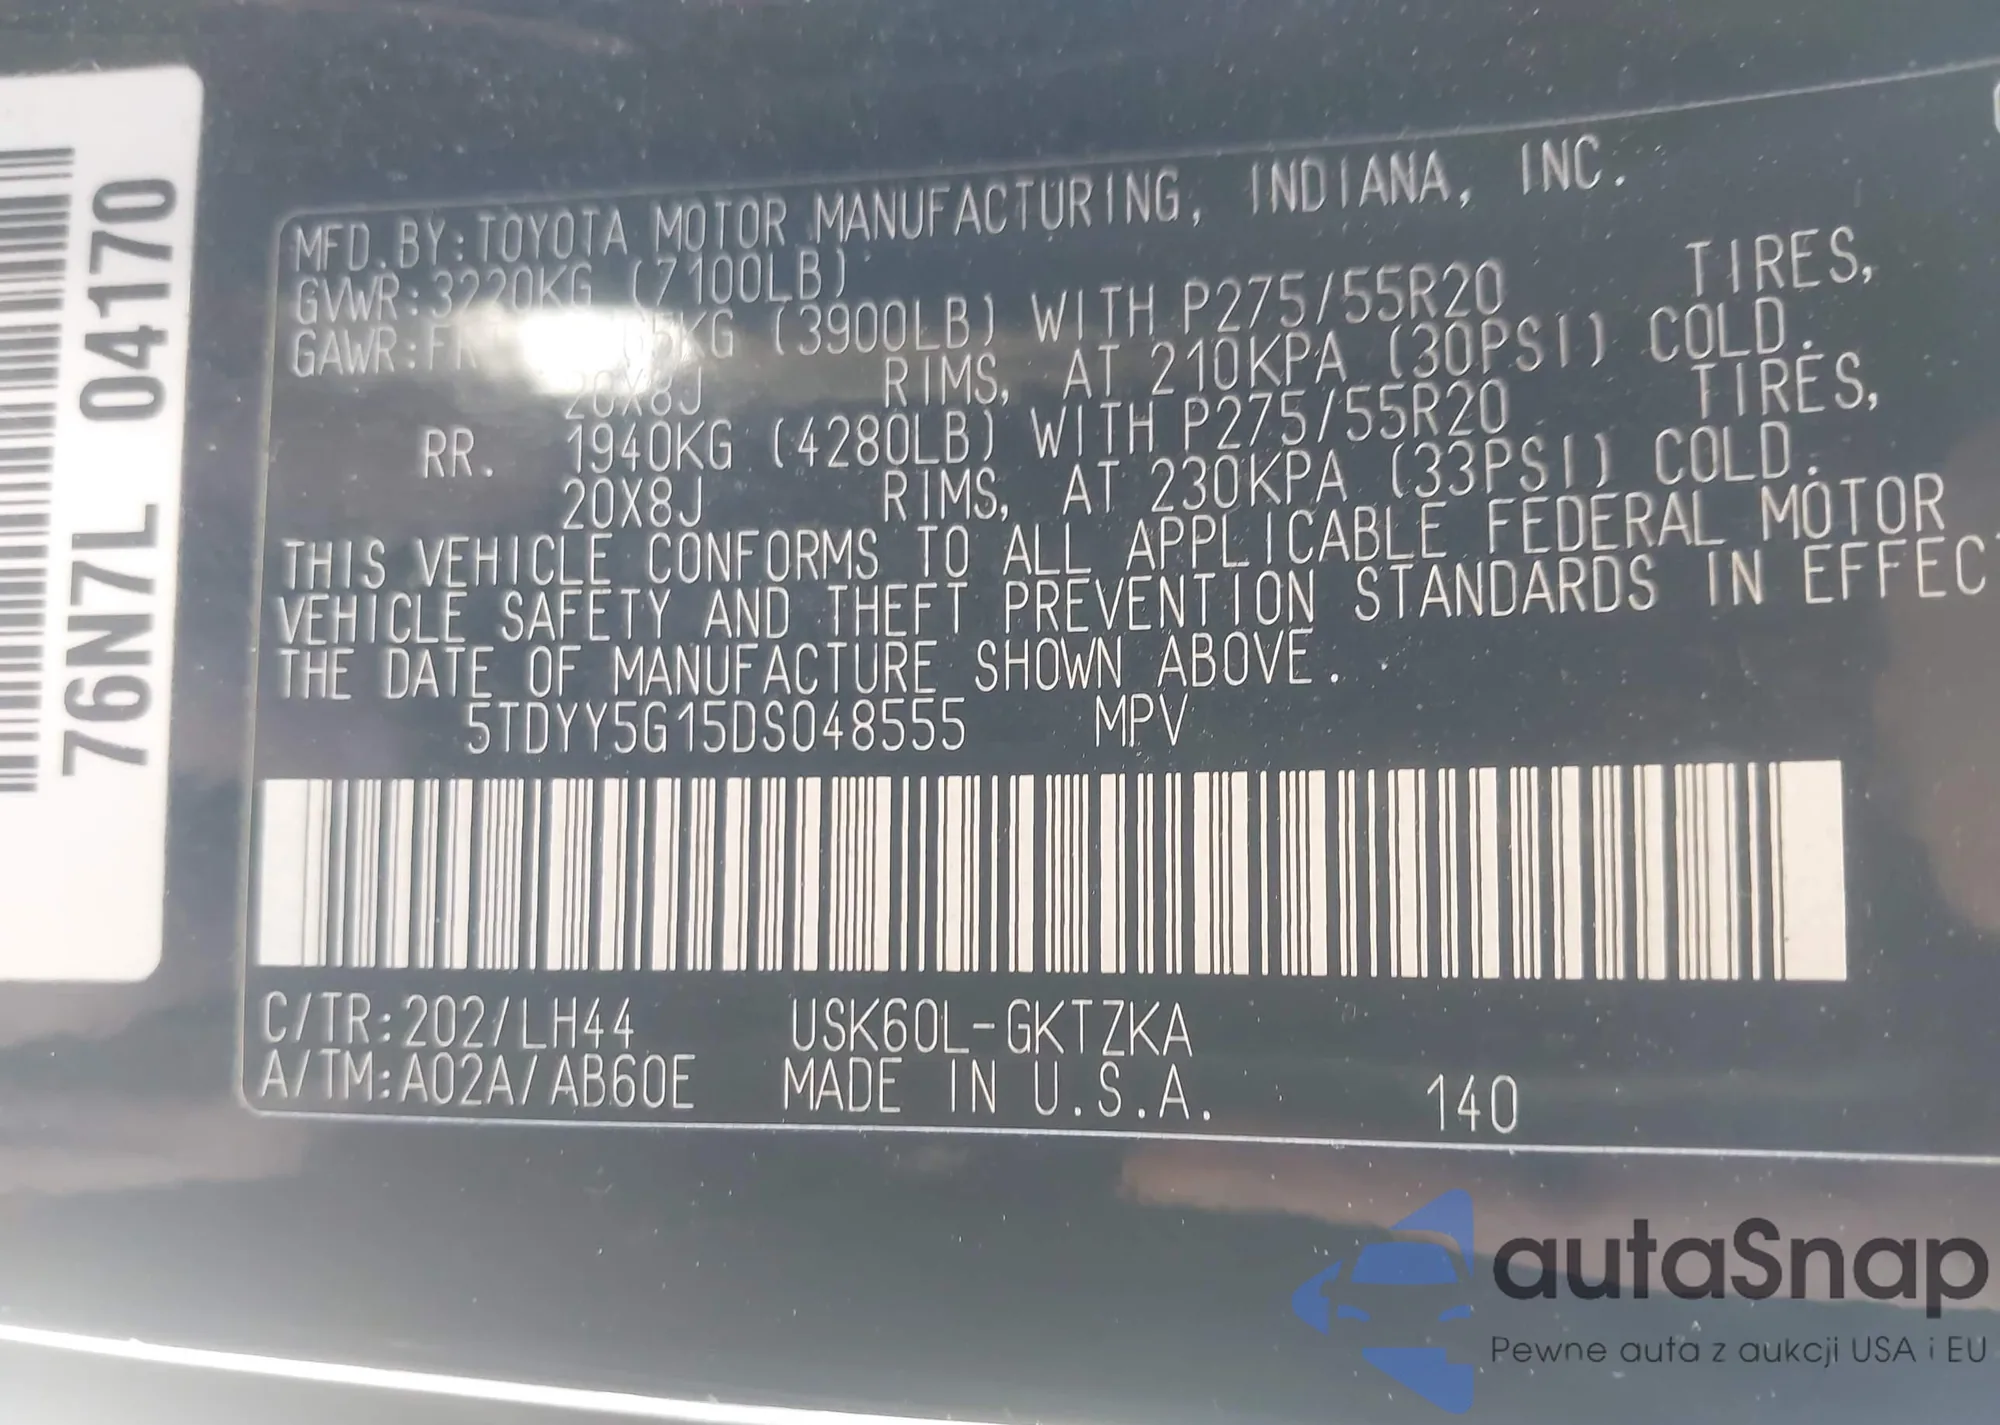 76N7L 04170
MFD.BY:TOYOTA MOTOR MANUFACTURING, INDIANA, INC.
GVWR:3220KG (7100LB)
GAWR:FR KG (3900LB) WITH P275/55R20 TIRES,
20X8J RIMS, AT 210KPA (30PSI) COLD.
RR. 1940KG (4280LB) WITH P275/55R20 TIRES,
20X8J RIMS, AT 230KPA (33PSI) COLD.
THIS VEHICLE CONFORMS TO ALL APPLICABLE FEDERAL MOTOR
VEHICLE SAFETY AND THEFT PREVENTION STANDARDS IN EFFEC
THE DATE OF MANUFACTURE SHOWN ABOVE.
5TDYY5G15DS048555 MPV
C/TR:202/LH44 USK60L-GKTZKA
A/TM:A02A/AB60E MADE IN U.S.A. 140
autaSnap
Pewne auta z aukcji USA i EU